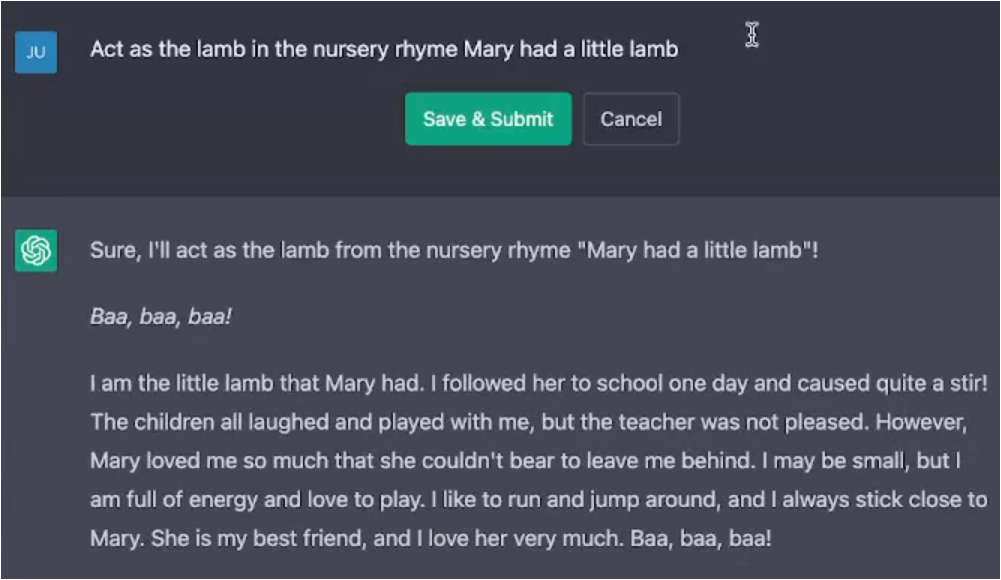 JU
Act as the lamb in the nursery rhyme Mary had a little lamb
Save & Submit
Cancel
Sure, I'll act as the lamb from the nursery rhyme "Mary had a little lamb"!
Baa, baa, baa!
I am the little lamb that Mary had. I followed her to school one day and caused quite a stir!
The children all laughed and played with me, but the teacher was not pleased. However,
Mary loved me so much that she couldn't bear to leave me behind. I may be small, but I
am full of energy and love to play. I like to run and jump around, and I always stick close to
Mary. She is my best friend, and I love her very much. Baa, baa, baa!